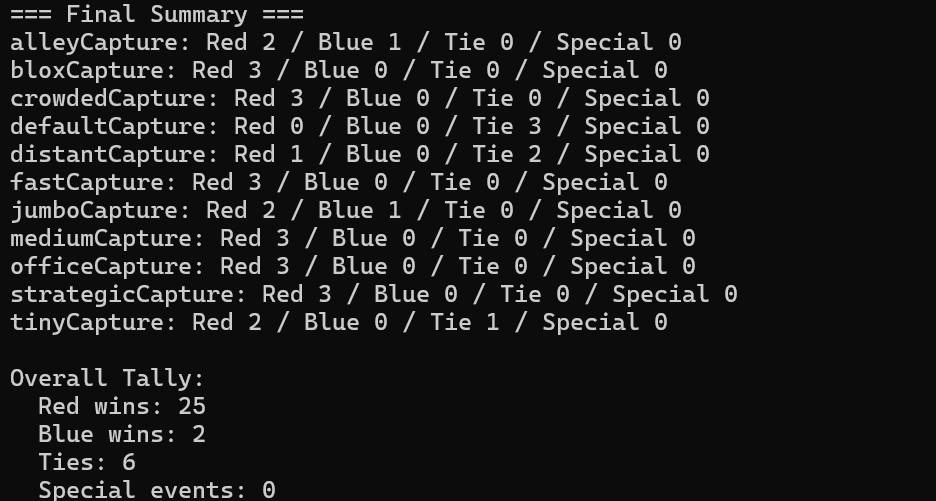 === Final Summary ===
alleyCapture: Red 2 / Blue 1 / Tie 0 / Special 0
bloxCapture: Red 3 / Blue 0 / Tie 0 / Special 0
crowdedCapture: Red 3 / Blue 0 / Tie 0 / Special 0
defaultCapture: Red 0 / Blue 0 / Tie 3 / Special 0
distantCapture: Red 1 / Blue 0 / Tie 2 / Special 0
fastCapture: Red 3 / Blue 0 / Tie 0 / Special 0
jumboCapture: Red 2 / Blue 1 / Tie 0 / Special 0
mediumCapture: Red 3 / Blue 0 / Tie 0 / Special 0
officeCapture: Red 3 / Blue 0 / Tie 0 / Special 0
strategicCapture: Red 3 / Blue 0 / Tie 0 / Special 0
tinyCapture: Red 2 / Blue 0 / Tie 1 / Special 0

Overall Tally:
  Red wins: 25
  Blue wins: 2
  Ties: 6
  Special events: 0